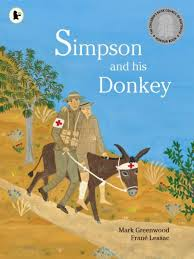 Simpson
and his
Donkey
Mark Greenwood
Frané Lessac